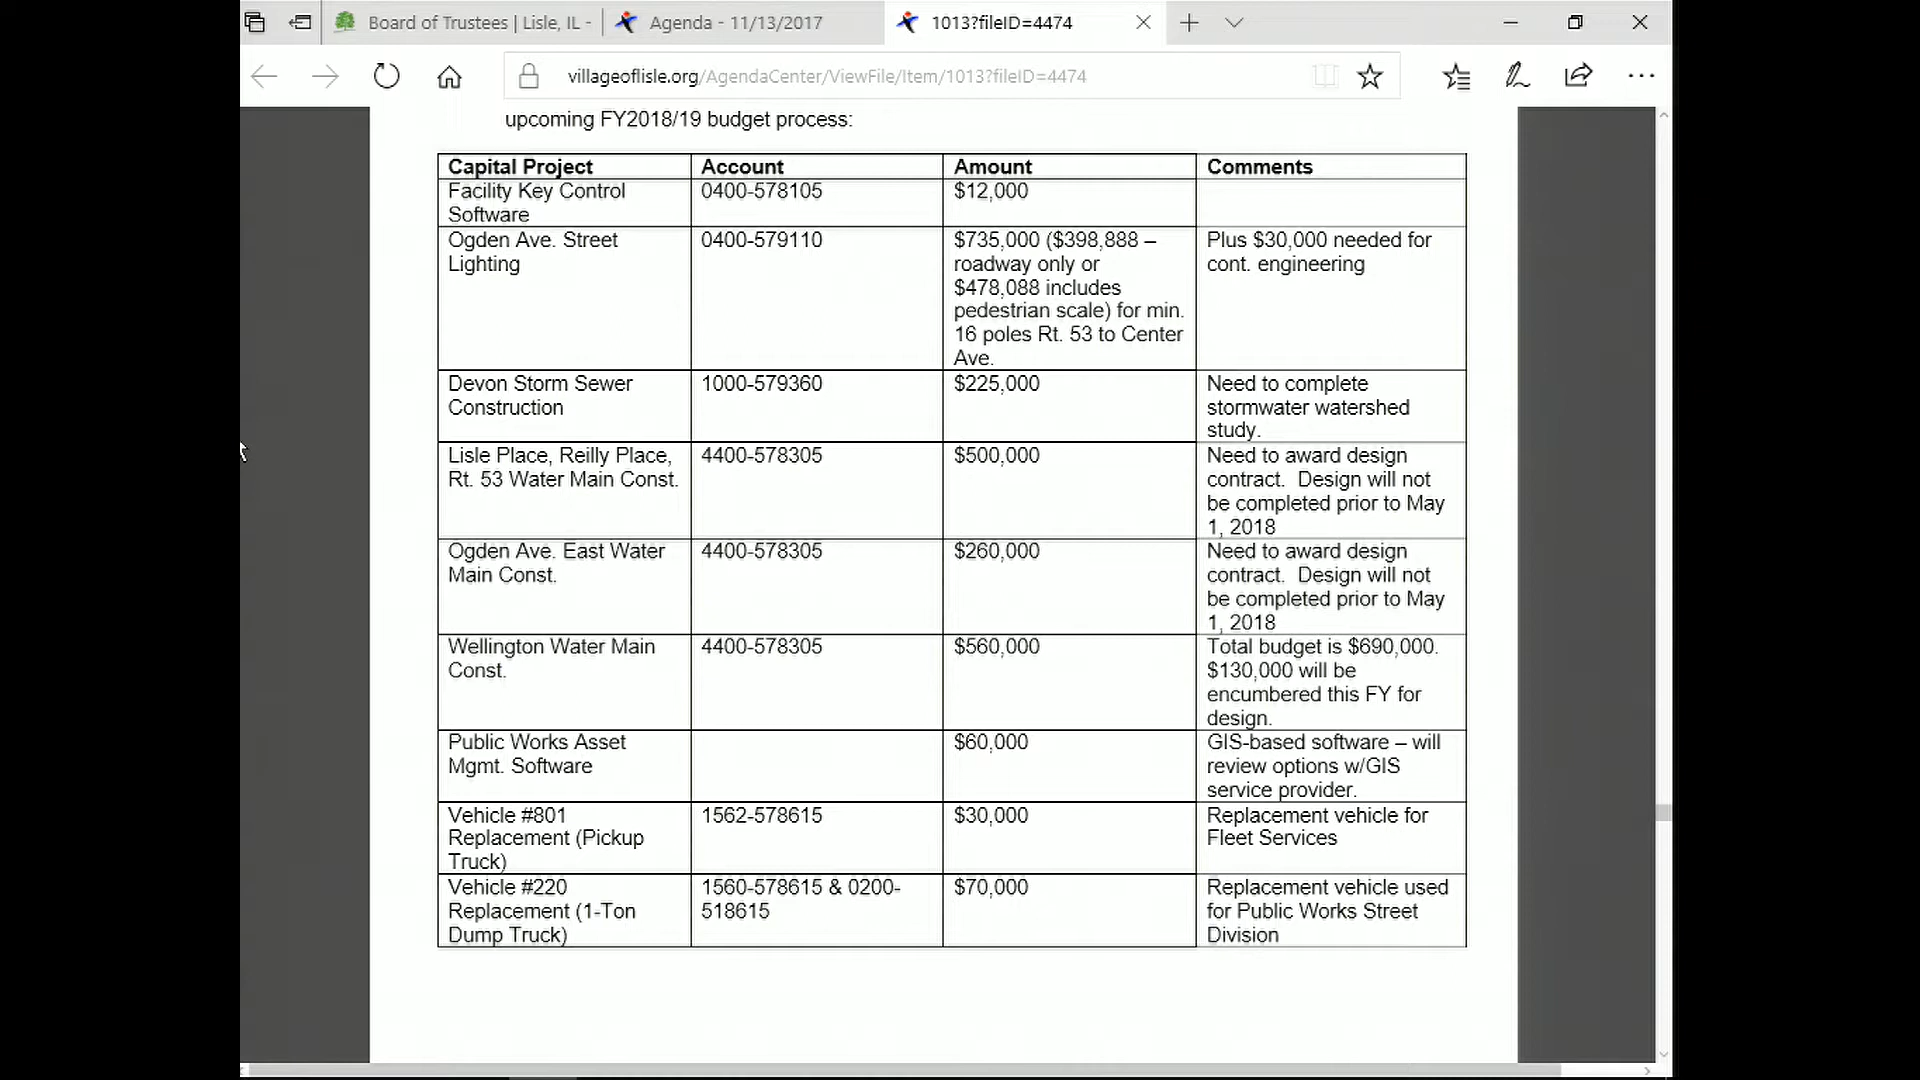 Board of Trustees | Lisle, IL -
Agenda - 11/13/2017
1013?fileID=4474
villageoflisle.org/AgendaCenter/ViewFile/Item/1013?fileID=4474
upcoming FY2018/19 budget process:
Capital Project
Account
Amount
Comments
Facility Key Control
Software
0400-578105
$12,000
Ogden Ave. Street
Lighting
0400-579110
$735,000 ($398,888 –
roadway only or
$478,088 includes
pedestrian scale) for min.
16 poles Rt. 53 to Center
Ave.
Plus $30,000 needed for
cont. engineering
Devon Storm Sewer
Construction
1000-579360
$225,000
Need to complete
stormwater watershed
study.
Lisle Place, Reilly Place,
Rt. 53 Water Main Const.
4400-578305
$500,000
Need to award design
contract. Design will not
be completed prior to May
1, 2018
Ogden Ave. East Water
Main Const.
4400-578305
$260,000
Need to award design
contract. Design will not
be completed prior to May
1, 2018
Wellington Water Main
Const.
4400-578305
$560,000
Total budget is $690,000.
$130,000 will be
encumbered this FY for
design.
Public Works Asset
Mgmt. Software
$60,000
GIS-based software – will
review options w/GIS
service provider.
Vehicle #801
Replacement (Pickup
Truck)
1562-578615
$30,000
Replacement vehicle for
Fleet Services
Vehicle #220
Replacement (1-Ton
Dump Truck)
1560-578615 & 0200-
518615
$70,000
Replacement vehicle used
for Public Works Street
Division